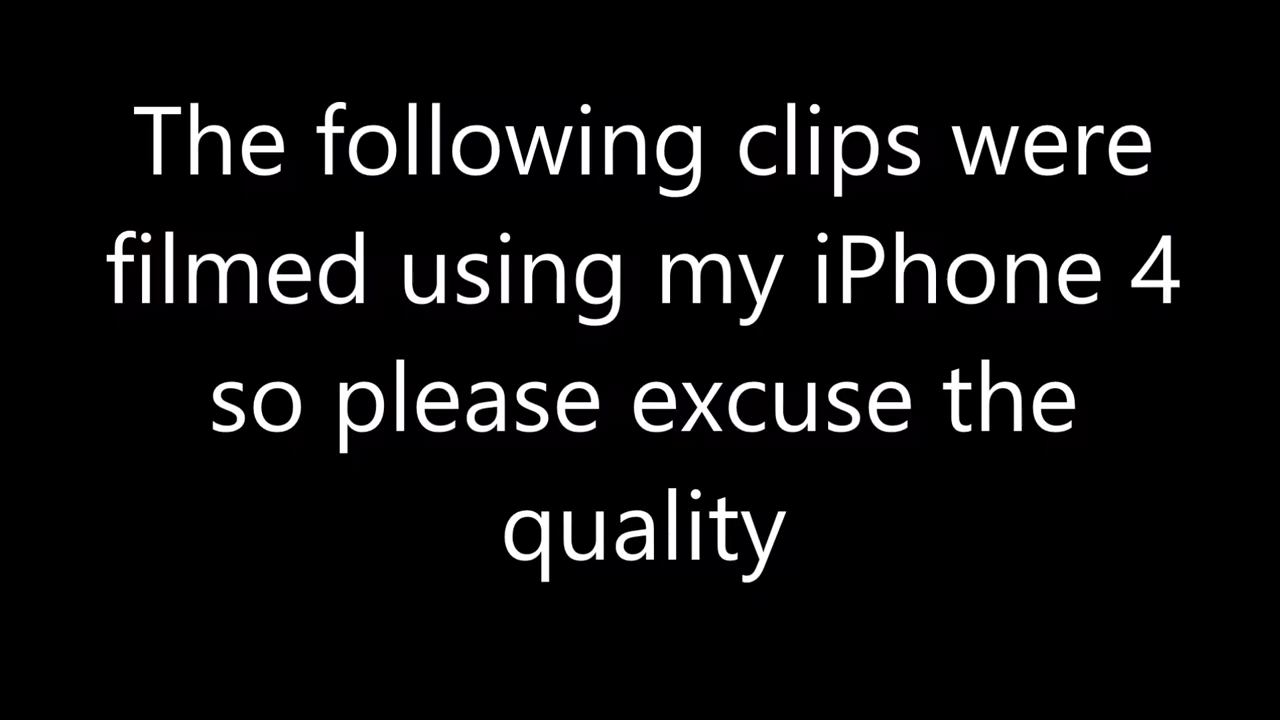 The following clips were
filmed using my iPhone 4
so please excuse the
quality